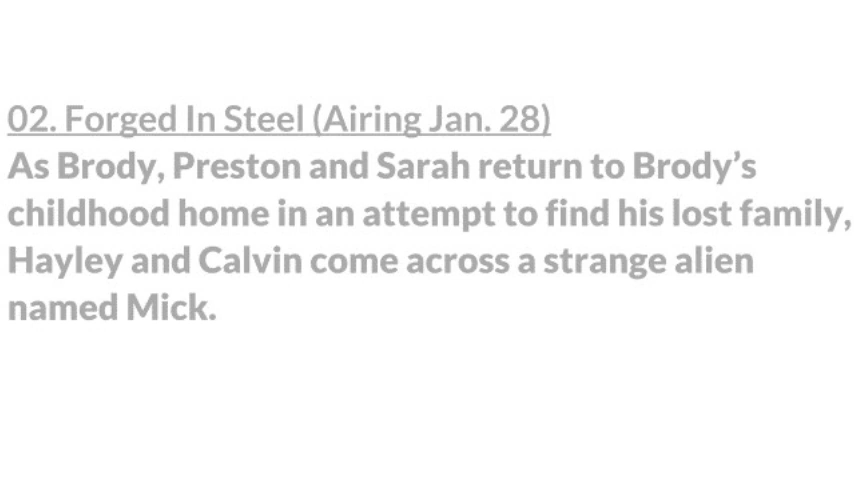 02. Forged In Steel (Airing Jan. 28)
As Brody, Preston and Sarah return to Brody’s
childhood home in an attempt to find his lost family,
Hayley and Calvin come across a strange alien
named Mick.